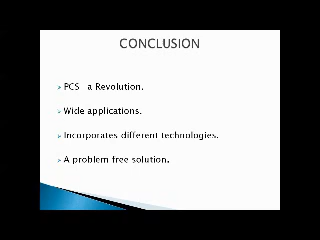 CONCLUSION
PCS a Revolution.
Wide applications.
Incorporates different technologies.
A problem free solution.